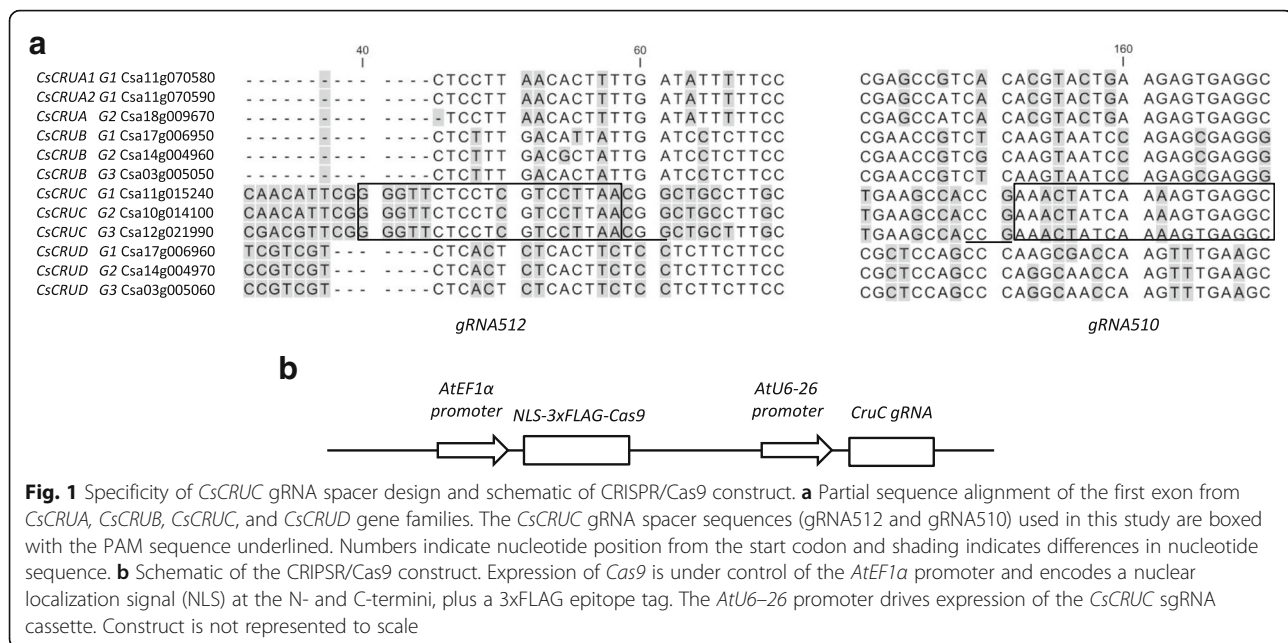 a
40 60 160
CsCRUA1 G1 Csa11g070580 - - - - - - - - - - - - - - CTCCTT AACACTTTTG ATATTTTTCC CGAGCCGTCA CACGTACTGA AGAGTGAGGC
CsCRUA2 G1 Csa11g070590 - - - - - - - - - - - - - - CTCCTT AACACTTTTG ATATTTTTCC CGAGCCATCA CACGTACTGA AGAGTGAGGC
CsCRUA G2 Csa18g009670 - - - - - - - - - - - - - - -TCCTT AACACTTTTG ATATTTTTCC CGAGCCATCA CACGTACTGA AGAGTGAGGC
CsCRUB G1 Csa17g006950 - - - - - - - - - - - - - - CTCTTT GACATTATTG ATCCTCTTCC CGAACCGTCT CAAGTAATCC AGAGCGAGGG
CsCRUB G2 Csa14g004960 - - - - - - - - - - - - - - CTCTTT GACGCTATTG ATCCTCTTCC CGAACCGTCG CAAGTAATCC AGAGCGAGGG
CsCRUB G3 Csa03g005050 - - - - - - - - - - - - - - CTCTTT GACACTATTG ATCCTCTTCC CGAACCGTCT CAAGTAATCC AGAGCGAGGG
CsCRUC G1 Csa11g015240 CAACATTCGG GGTTCTCCTC GTCCTTAACG GCTGCCTTGC TGAAGCCACC GAAACTATCA AAAGTGAGGC
CsCRUC G2 Csa10g014100 CAACATTCGG GGTTCTCCTC GTCCTTAACG GCTGCCTTGC TGAAGCCACC GAAACTATCA AAAGTGAGGC
CsCRUC G3 Csa12g021990 CGACGTTCGG GGTTCTCCTC GTCCTTAACG GCTGCTTTGC TGAAGCCACC GAAACTATCA AAAGTGAGGC
CsCRUD G1 Csa17g006960 TCGTCGT- - - - - - - CTCACT CTCACTTCTC CTCTTCTTCC CGCTCCAGCC CAAGCGACCA AGTTTGAAGC
CsCRUD G2 Csa14g004970 CCGTCGT- - - - - - - CTCACT CTCACTTCTC CTCTTCTTCC CGCTCCAGCC CAGGCAACCA AGTTTGAAGC
CsCRUD G3 Csa03g005060 CCGTCGT- - - - - - - CTCACT CTCACTTCTC CTCTTCTTCC CGCTCCAGCC CAGGCAACCA AGTTTGAAGC
gRNA512 gRNA510
b
AtEF1α promoter NLS-3xFLAG-Cas9 AtU6-26 promoter CruC gRNA
Fig. 1 Specificity of CsCRUC gRNA spacer design and schematic of CRISPR/Cas9 construct. a Partial sequence alignment of the first exon from
CsCRUA, CsCRUB, CsCRUC, and CsCRUD gene families. The CsCRUC gRNA spacer sequences (gRNA512 and gRNA510) used in this study are boxed
with the PAM sequence underlined. Numbers indicate nucleotide position from the start codon and shading indicates differences in nucleotide
sequence. b Schematic of the CRIPSR/Cas9 construct. Expression of Cas9 is under control of the AtEF1α promoter and encodes a nuclear
localization signal (NLS) at the N- and C-termini, plus a 3xFLAG epitope tag. The AtU6–26 promoter drives expression of the CsCRUC sgRNA
cassette. Construct is not represented to scale